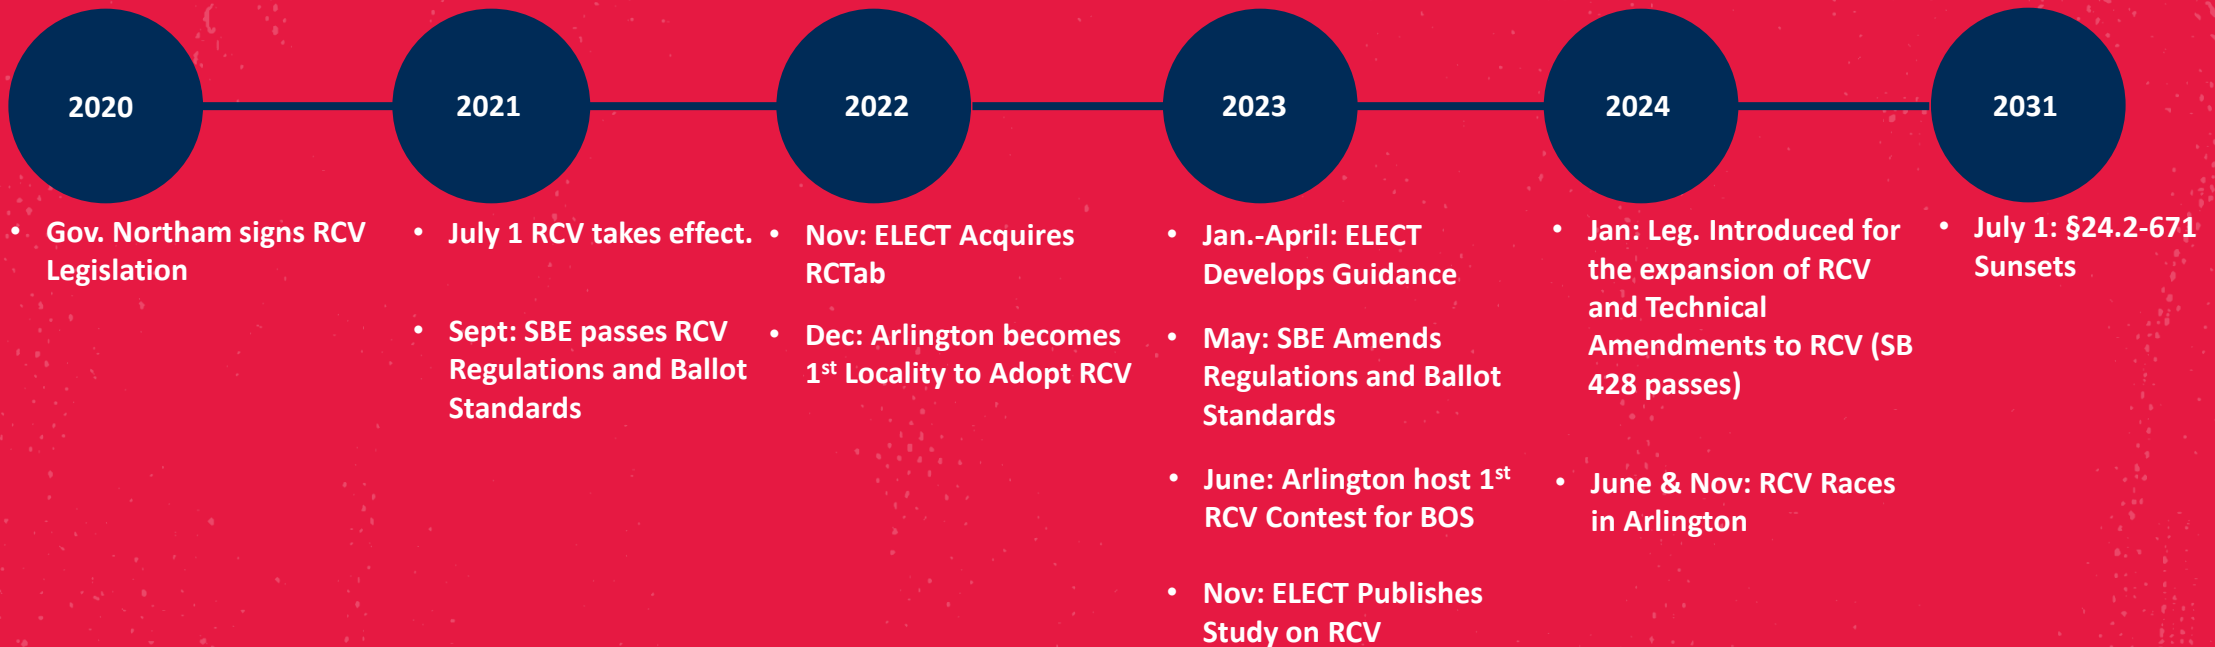 2020
• Gov. Northam signs RCV
Legislation
2021
• July 1 RCV takes effect.
• Sept: SBE passes RCV
Regulations and Ballot
Standards
2022
• Nov: ELECT Acquires
RCTab
• Dec: Arlington becomes
1st Locality to Adopt RCV
2023
• Jan.-April: ELECT
Develops Guidance
• May: SBE Amends
Regulations and Ballot
Standards
• June: Arlington host 1st
RCV Contest for BOS
• Nov: ELECT Publishes
Study on RCV
2024
• Jan: Leg. Introduced for
the expansion of RCV
and Technical
Amendments to RCV (SB
428 passes)
• June & Nov: RCV Races
in Arlington
2031
• July 1: §24.2-671
Sunsets